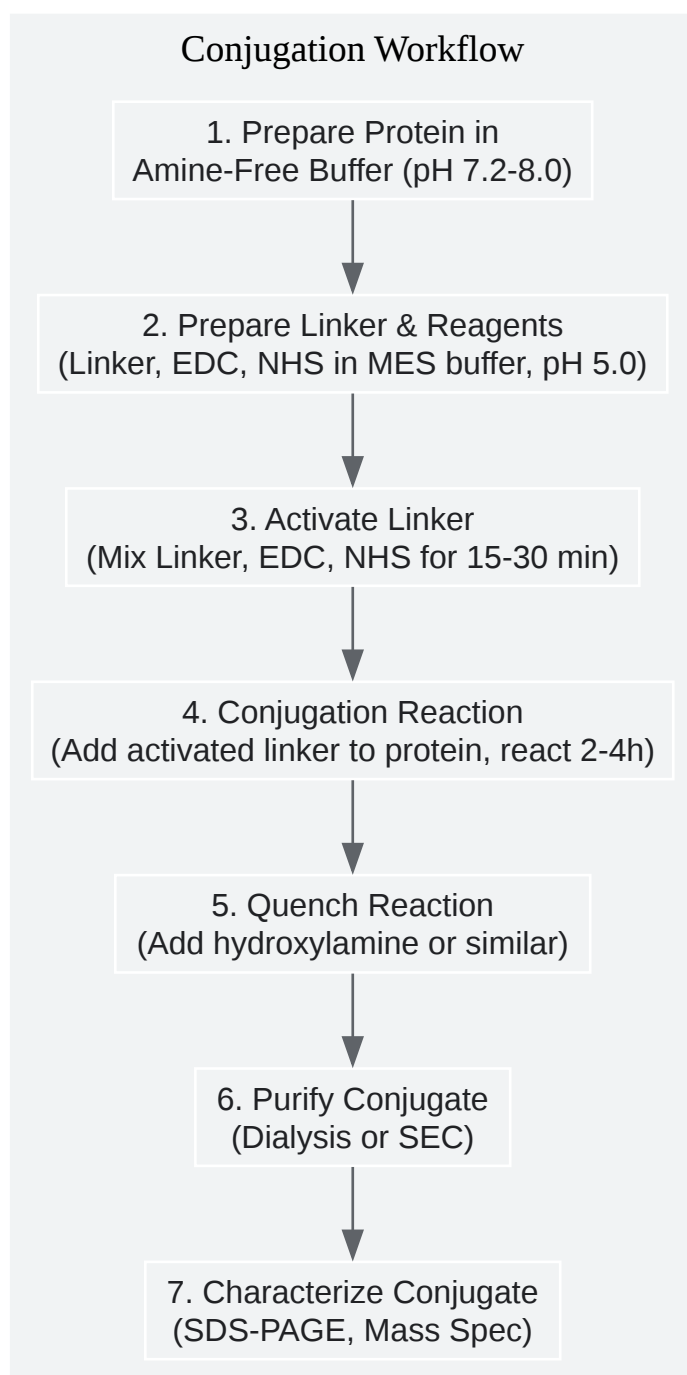 Conjugation Workflow
1. Prepare Protein in
Amine-Free Buffer (pH 7.2-8.0)
2. Prepare Linker & Reagents
(Linker, EDC, NHS in MES buffer, pH 5.0)
3. Activate Linker
(Mix Linker, EDC, NHS for 15-30 min)
4. Conjugation Reaction
(Add activated linker to protein, react 2-4h)
5. Quench Reaction
(Add hydroxylamine or similar)
6. Purify Conjugate
(Dialysis or SEC)
7. Characterize Conjugate
(SDS-PAGE, Mass Spec)